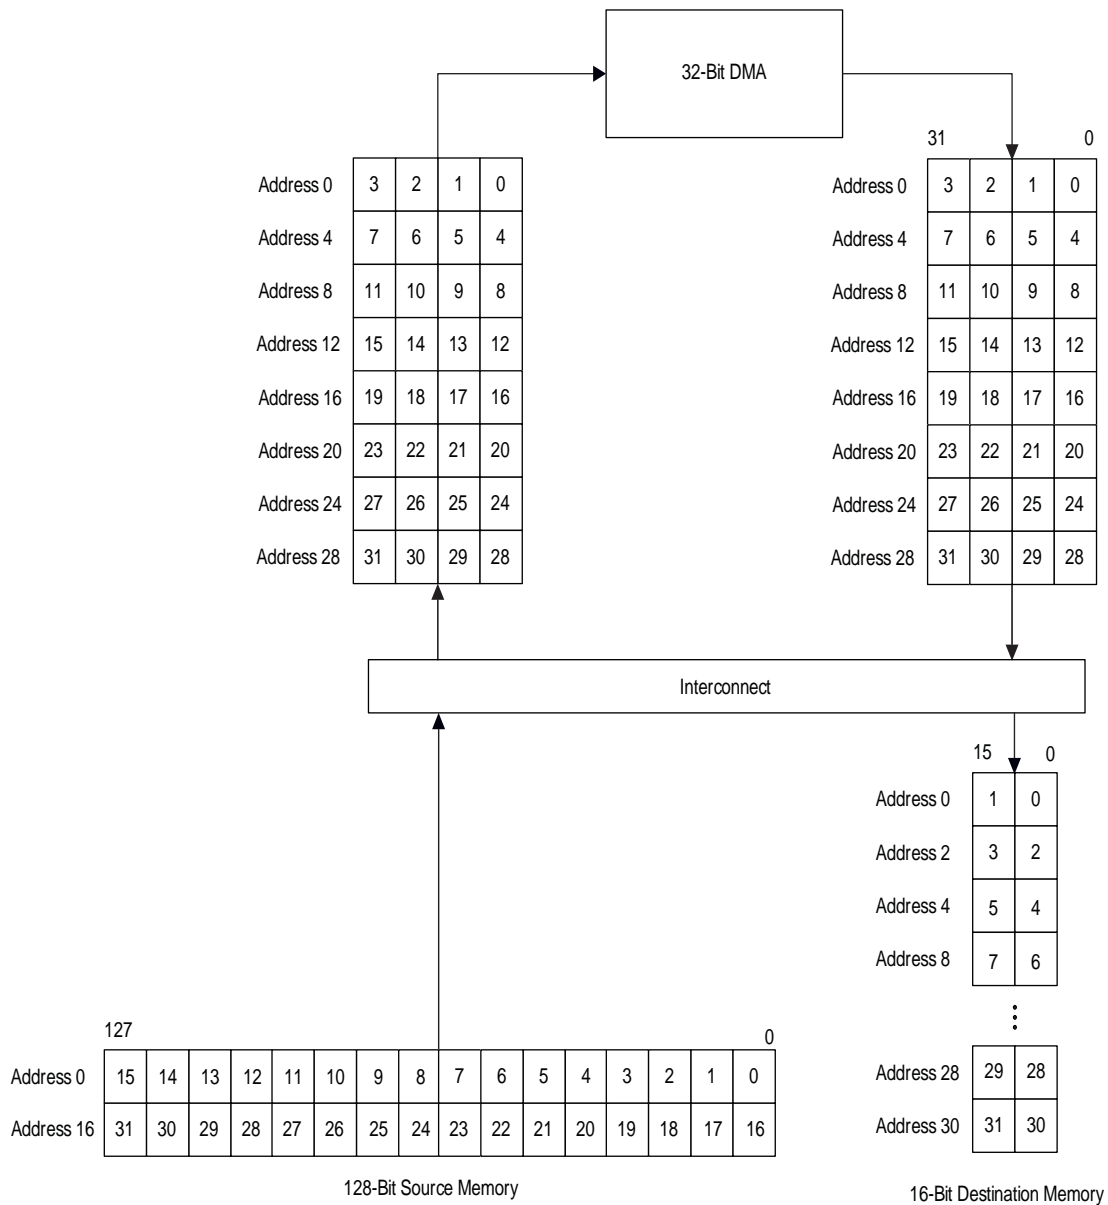 32-Bit DMA
31 0
Address 0 3 2 1 0
Address 4 7 6 5 4
Address 8 11 10 9 8
Address 12 15 14 13 12
Address 16 19 18 17 16
Address 20 23 22 21 20
Address 24 27 26 25 24
Address 28 31 30 29 28
Address 0 3 2 1 0
Address 4 7 6 5 4
Address 8 11 10 9 8
Address 12 15 14 13 12
Address 16 19 18 17 16
Address 20 23 22 21 20
Address 24 27 26 25 24
Address 28 31 30 29 28
Interconnect
15 0
Address 0 1 0
Address 2 3 2
Address 4 5 4
Address 8 7 6
Address 28 29 28
Address 30 31 30
16-Bit Destination Memory
127 0
Address 0 15 14 13 12 11 10 9 8 7 6 5 4 3 2 1 0
Address 16 31 30 29 28 27 26 25 24 23 22 21 20 19 18 17 16
128-Bit Source Memory